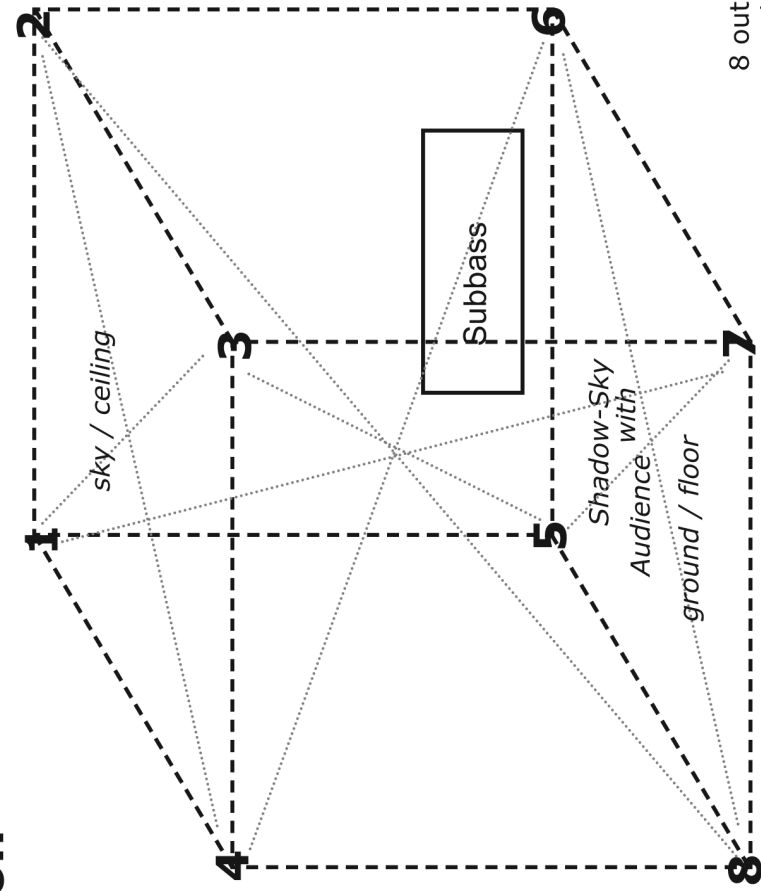 2
6
8 out
sky / ceiling
Subbass
3
7
1
5
Shadow-Sky
with
Audience
ground / floor
4
8